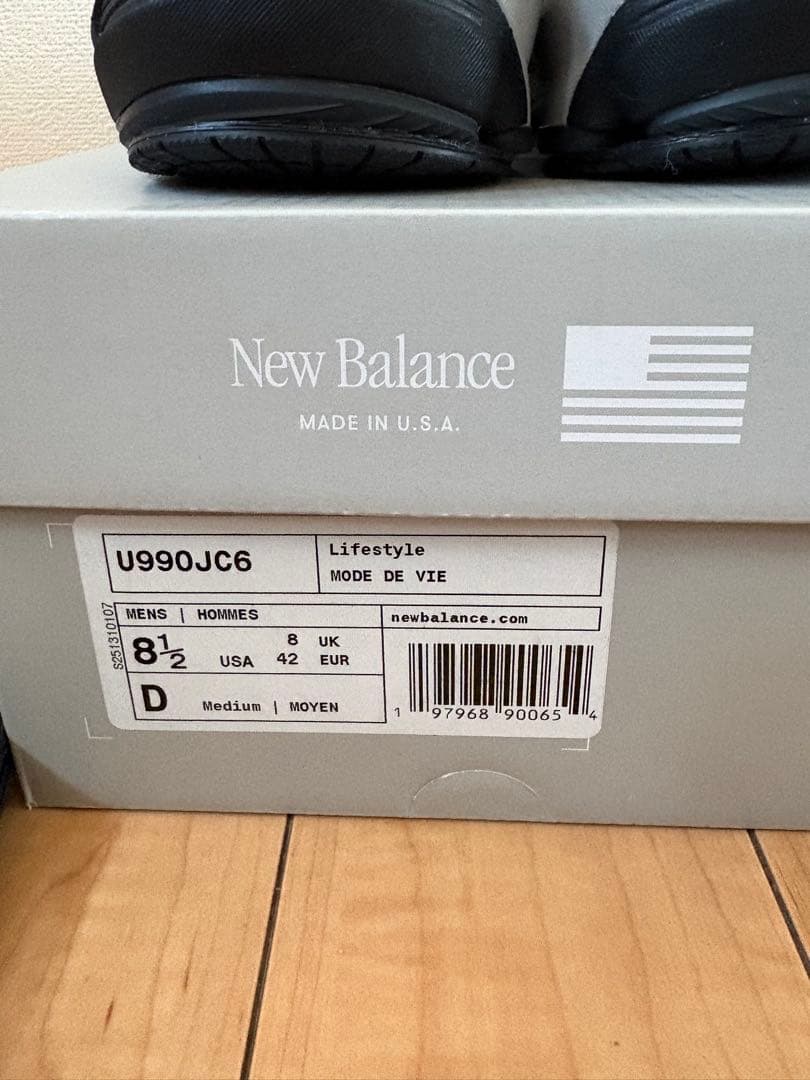 New Balance
MADE IN U.S.A.
U990JC6
Lifestyle
MODE DE VIE
S251310107
MENS | HOMMES
8½ USA
8 UK
42 EUR
D Medium | MOYEN
newbalance.com
1 97968 90065 4